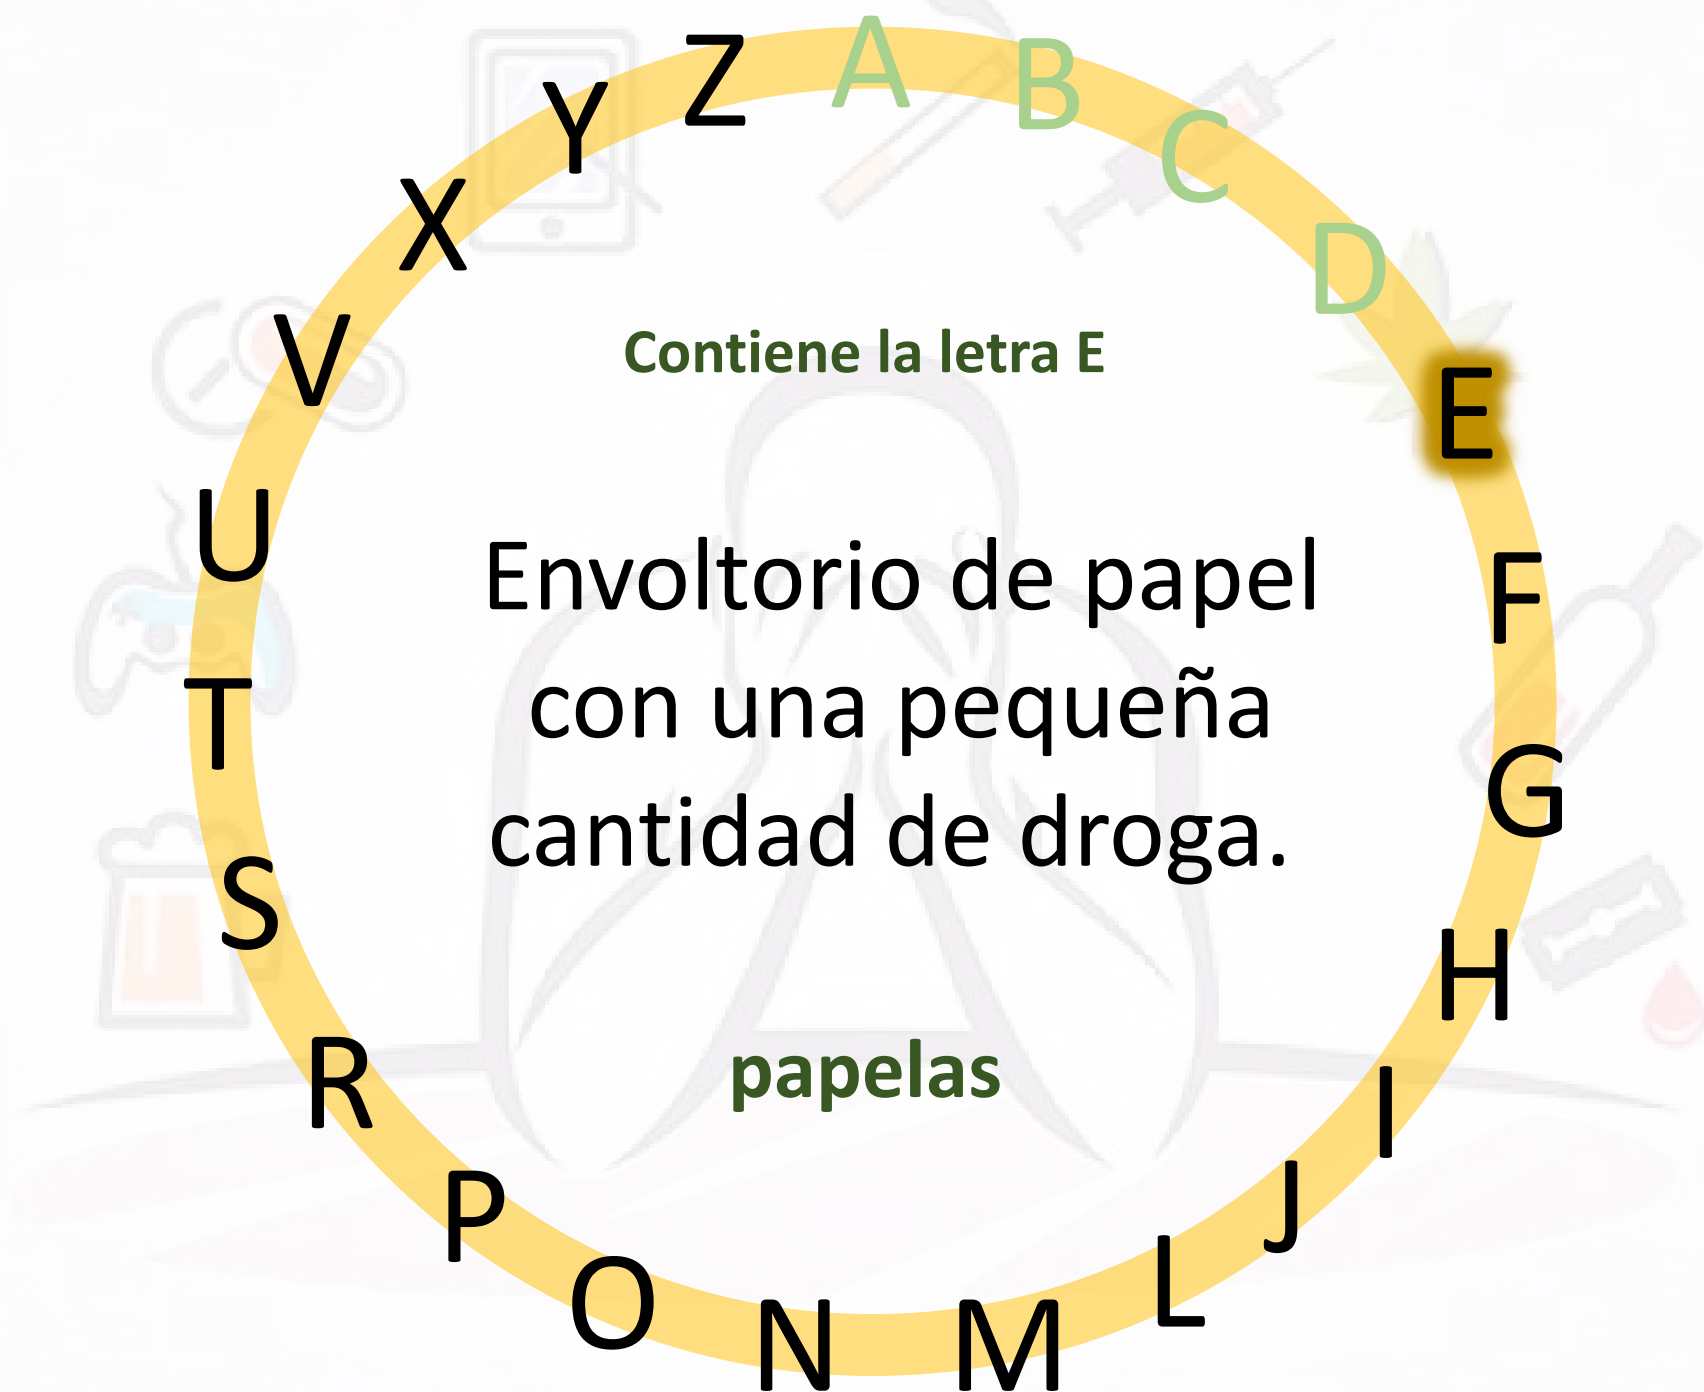 A
B
C
D
E
F
G
H
I
J
L
M
N
O
P
R
S
T
U
V
X
Y
Z
Contiene la letra E
Envoltorio de papel
con una pequeña
cantidad de droga.
papelas